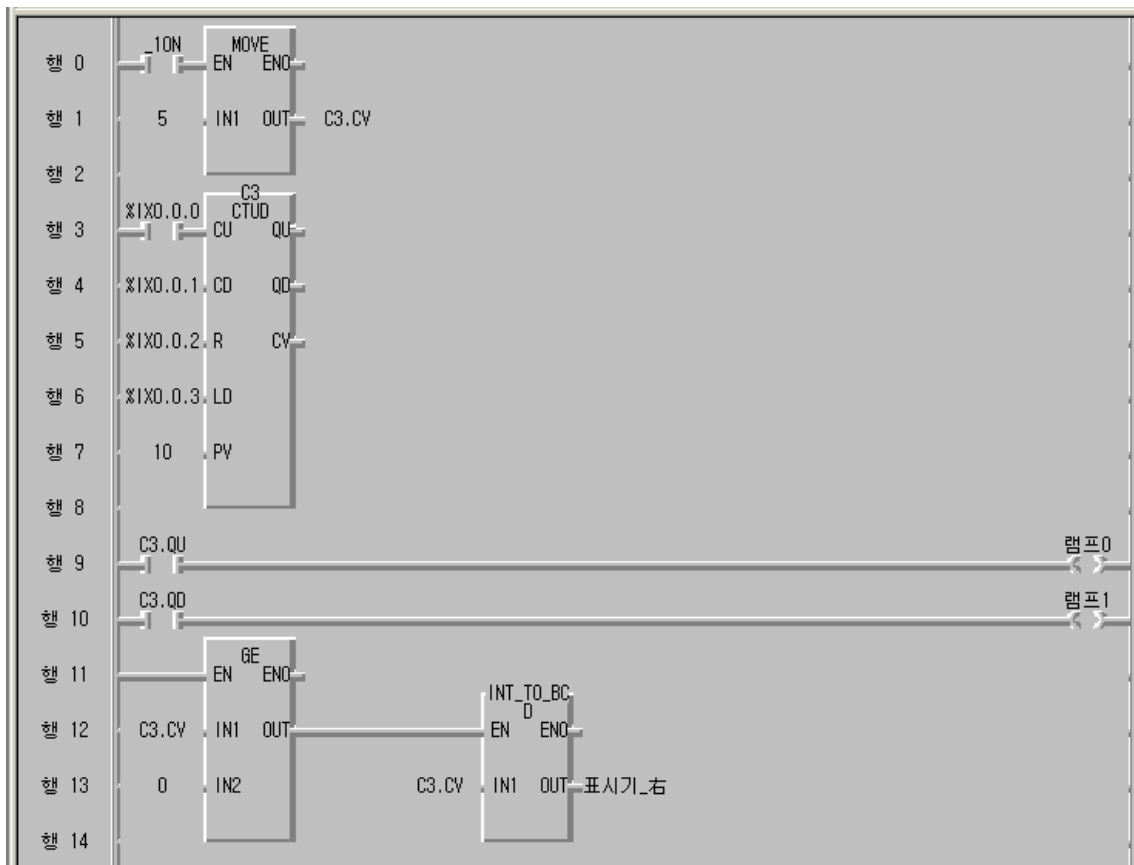 _1ON MOVE
행 0 EN ENO
행 1 5 IN1 OUT C3.CV
행 2
C3
%IX0.0.0 CTUD
행 3 CU QU
행 4 %IX0.0.1 CD QD
행 5 %IX0.0.2 R CV
행 6 %IX0.0.3 LD
행 7 10 PV
행 8
C3.QU 램프0
행 9
C3.QD 램프1
행 10
GE
행 11 EN ENO
INT_TO_BC
D
행 12 C3.CV IN1 OUT EN ENO
행 13 0 IN2 C3.CV IN1 OUT 표시기_右
행 14